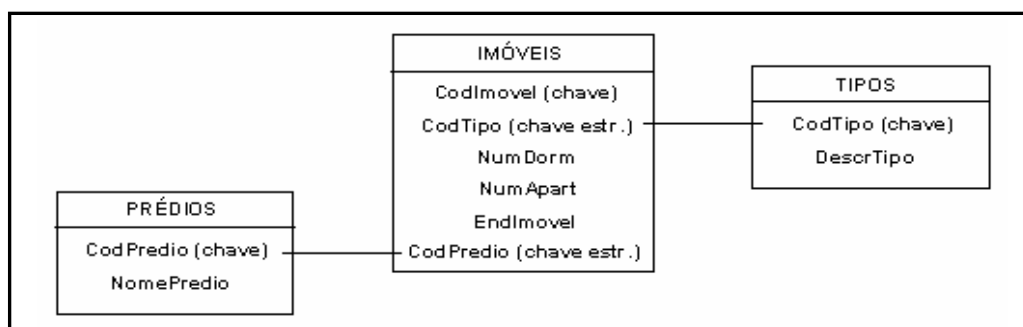 IMÓVEIS
CodImovel (chave)
CodTipo (chave estr.)
NumDorm
NumApart
EndImovel
CodPredio (chave estr.)
TIPOS
CodTipo (chave)
DescrTipo
PRÉDIOS
CodPredio (chave)
NomePredio